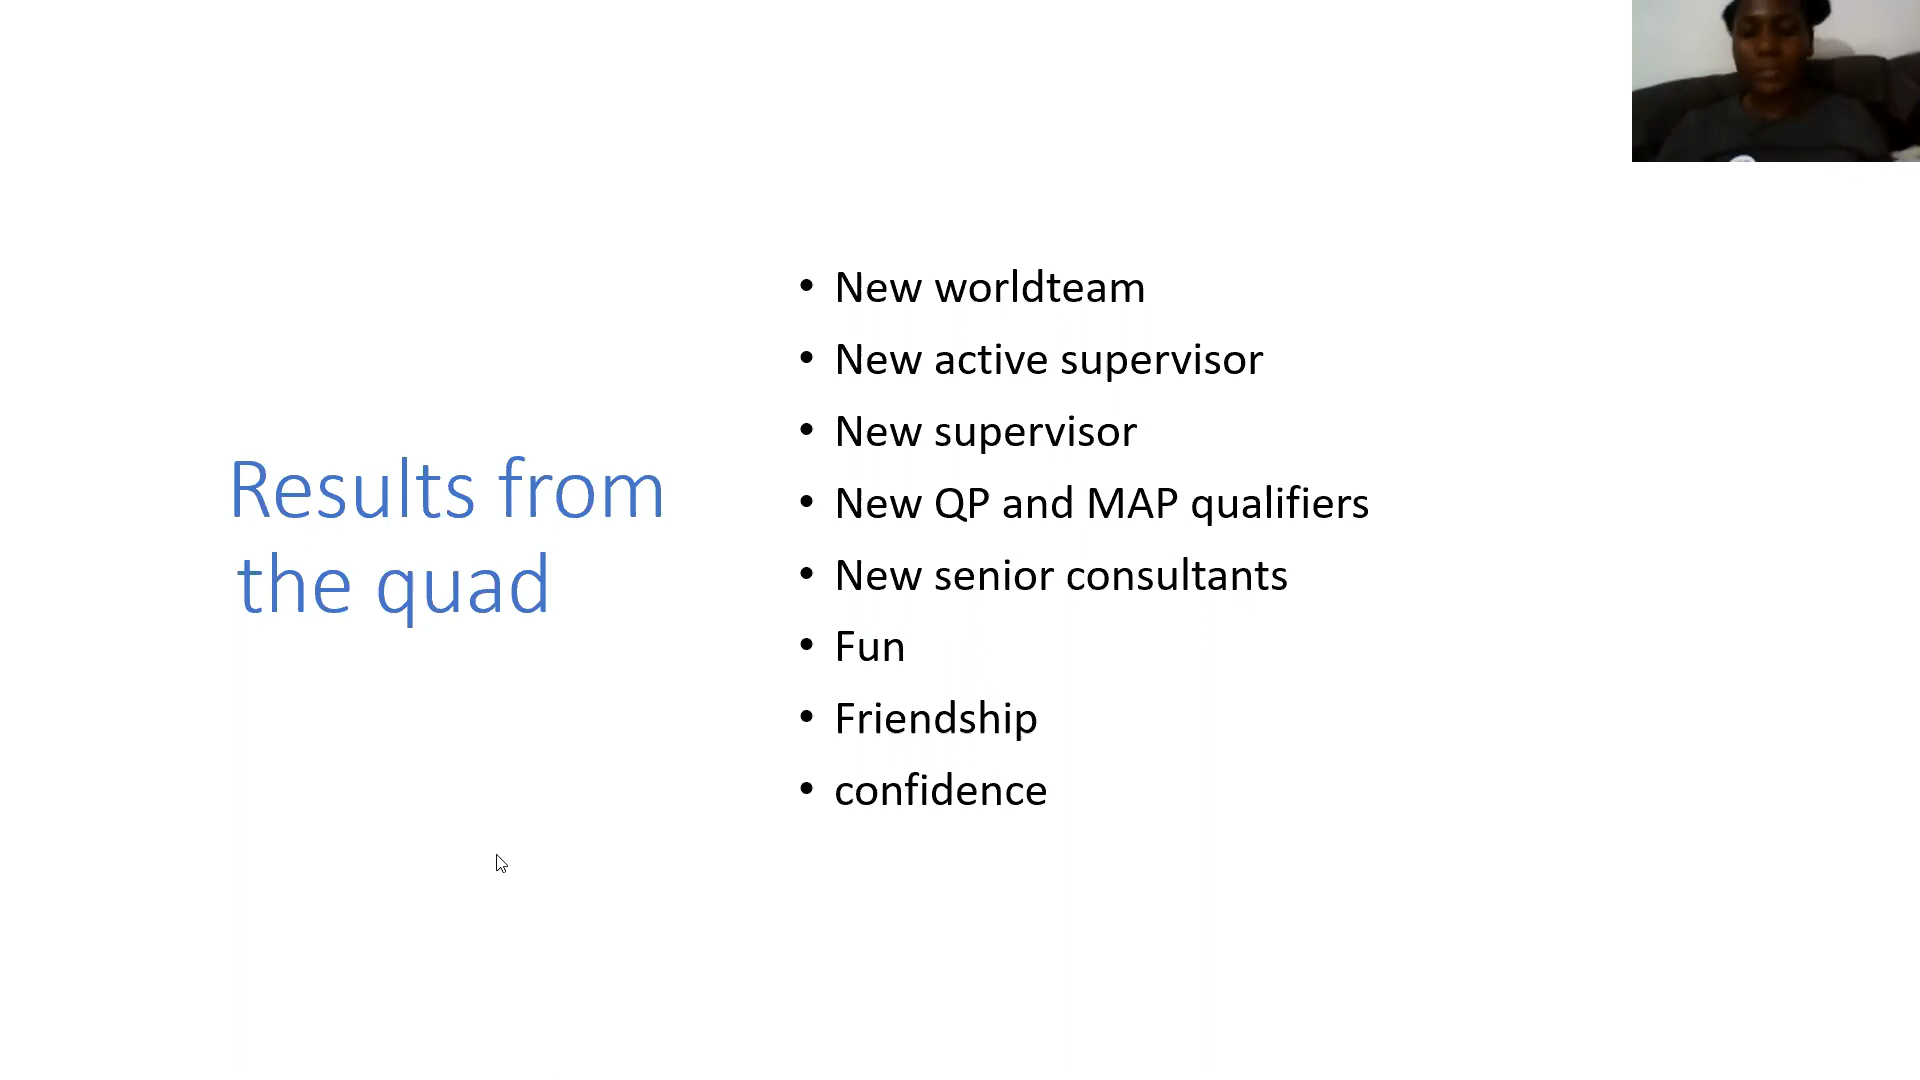 Results from
the quad
• New worldteam
• New active supervisor
• New supervisor
• New QP and MAP qualifiers
• New senior consultants
• Fun
• Friendship
• confidence